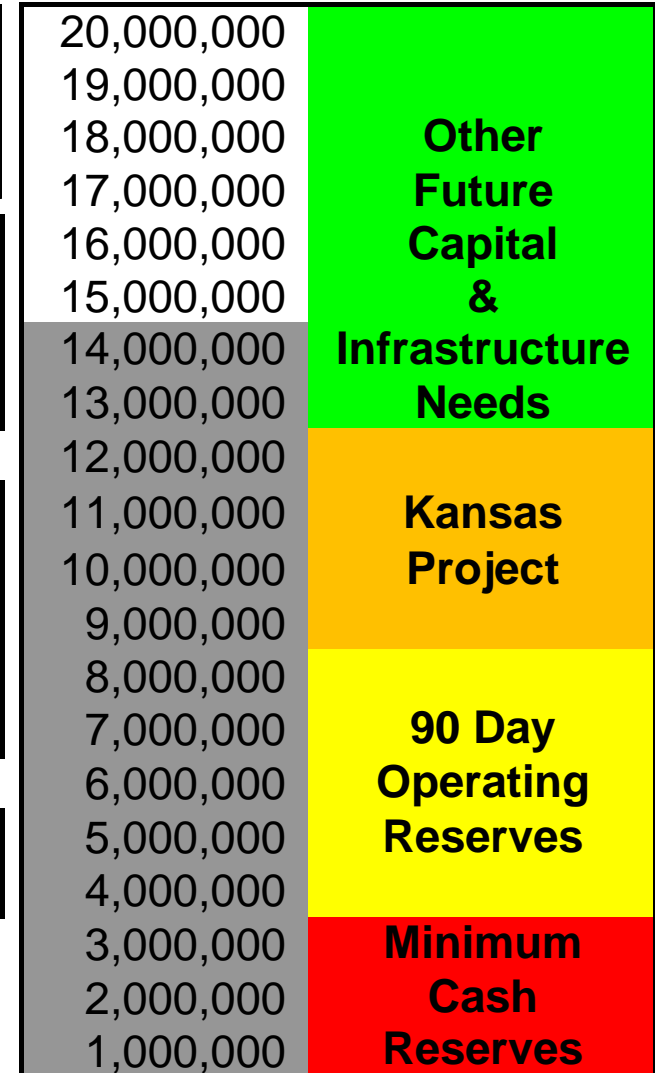 20,000,000
19,000,000
18,000,000 Other
17,000,000 Future
16,000,000 Capital
15,000,000 &
14,000,000 Infrastructure
13,000,000 Needs
12,000,000
11,000,000 Kansas
10,000,000 Project
9,000,000
8,000,000
7,000,000 90 Day
6,000,000 Operating
5,000,000 Reserves
4,000,000
3,000,000 Minimum
2,000,000 Cash
1,000,000 Reserves